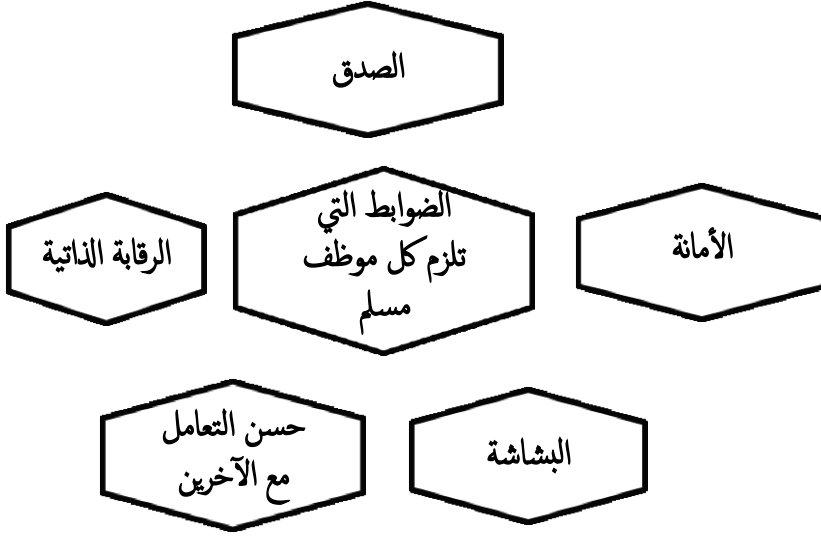 الصدق
الضوابط التي
تلزم كل موظف
مسلم
الأمانة
الرقابة الذاتية
البشاشة
حسن التعامل
مع الآخرين